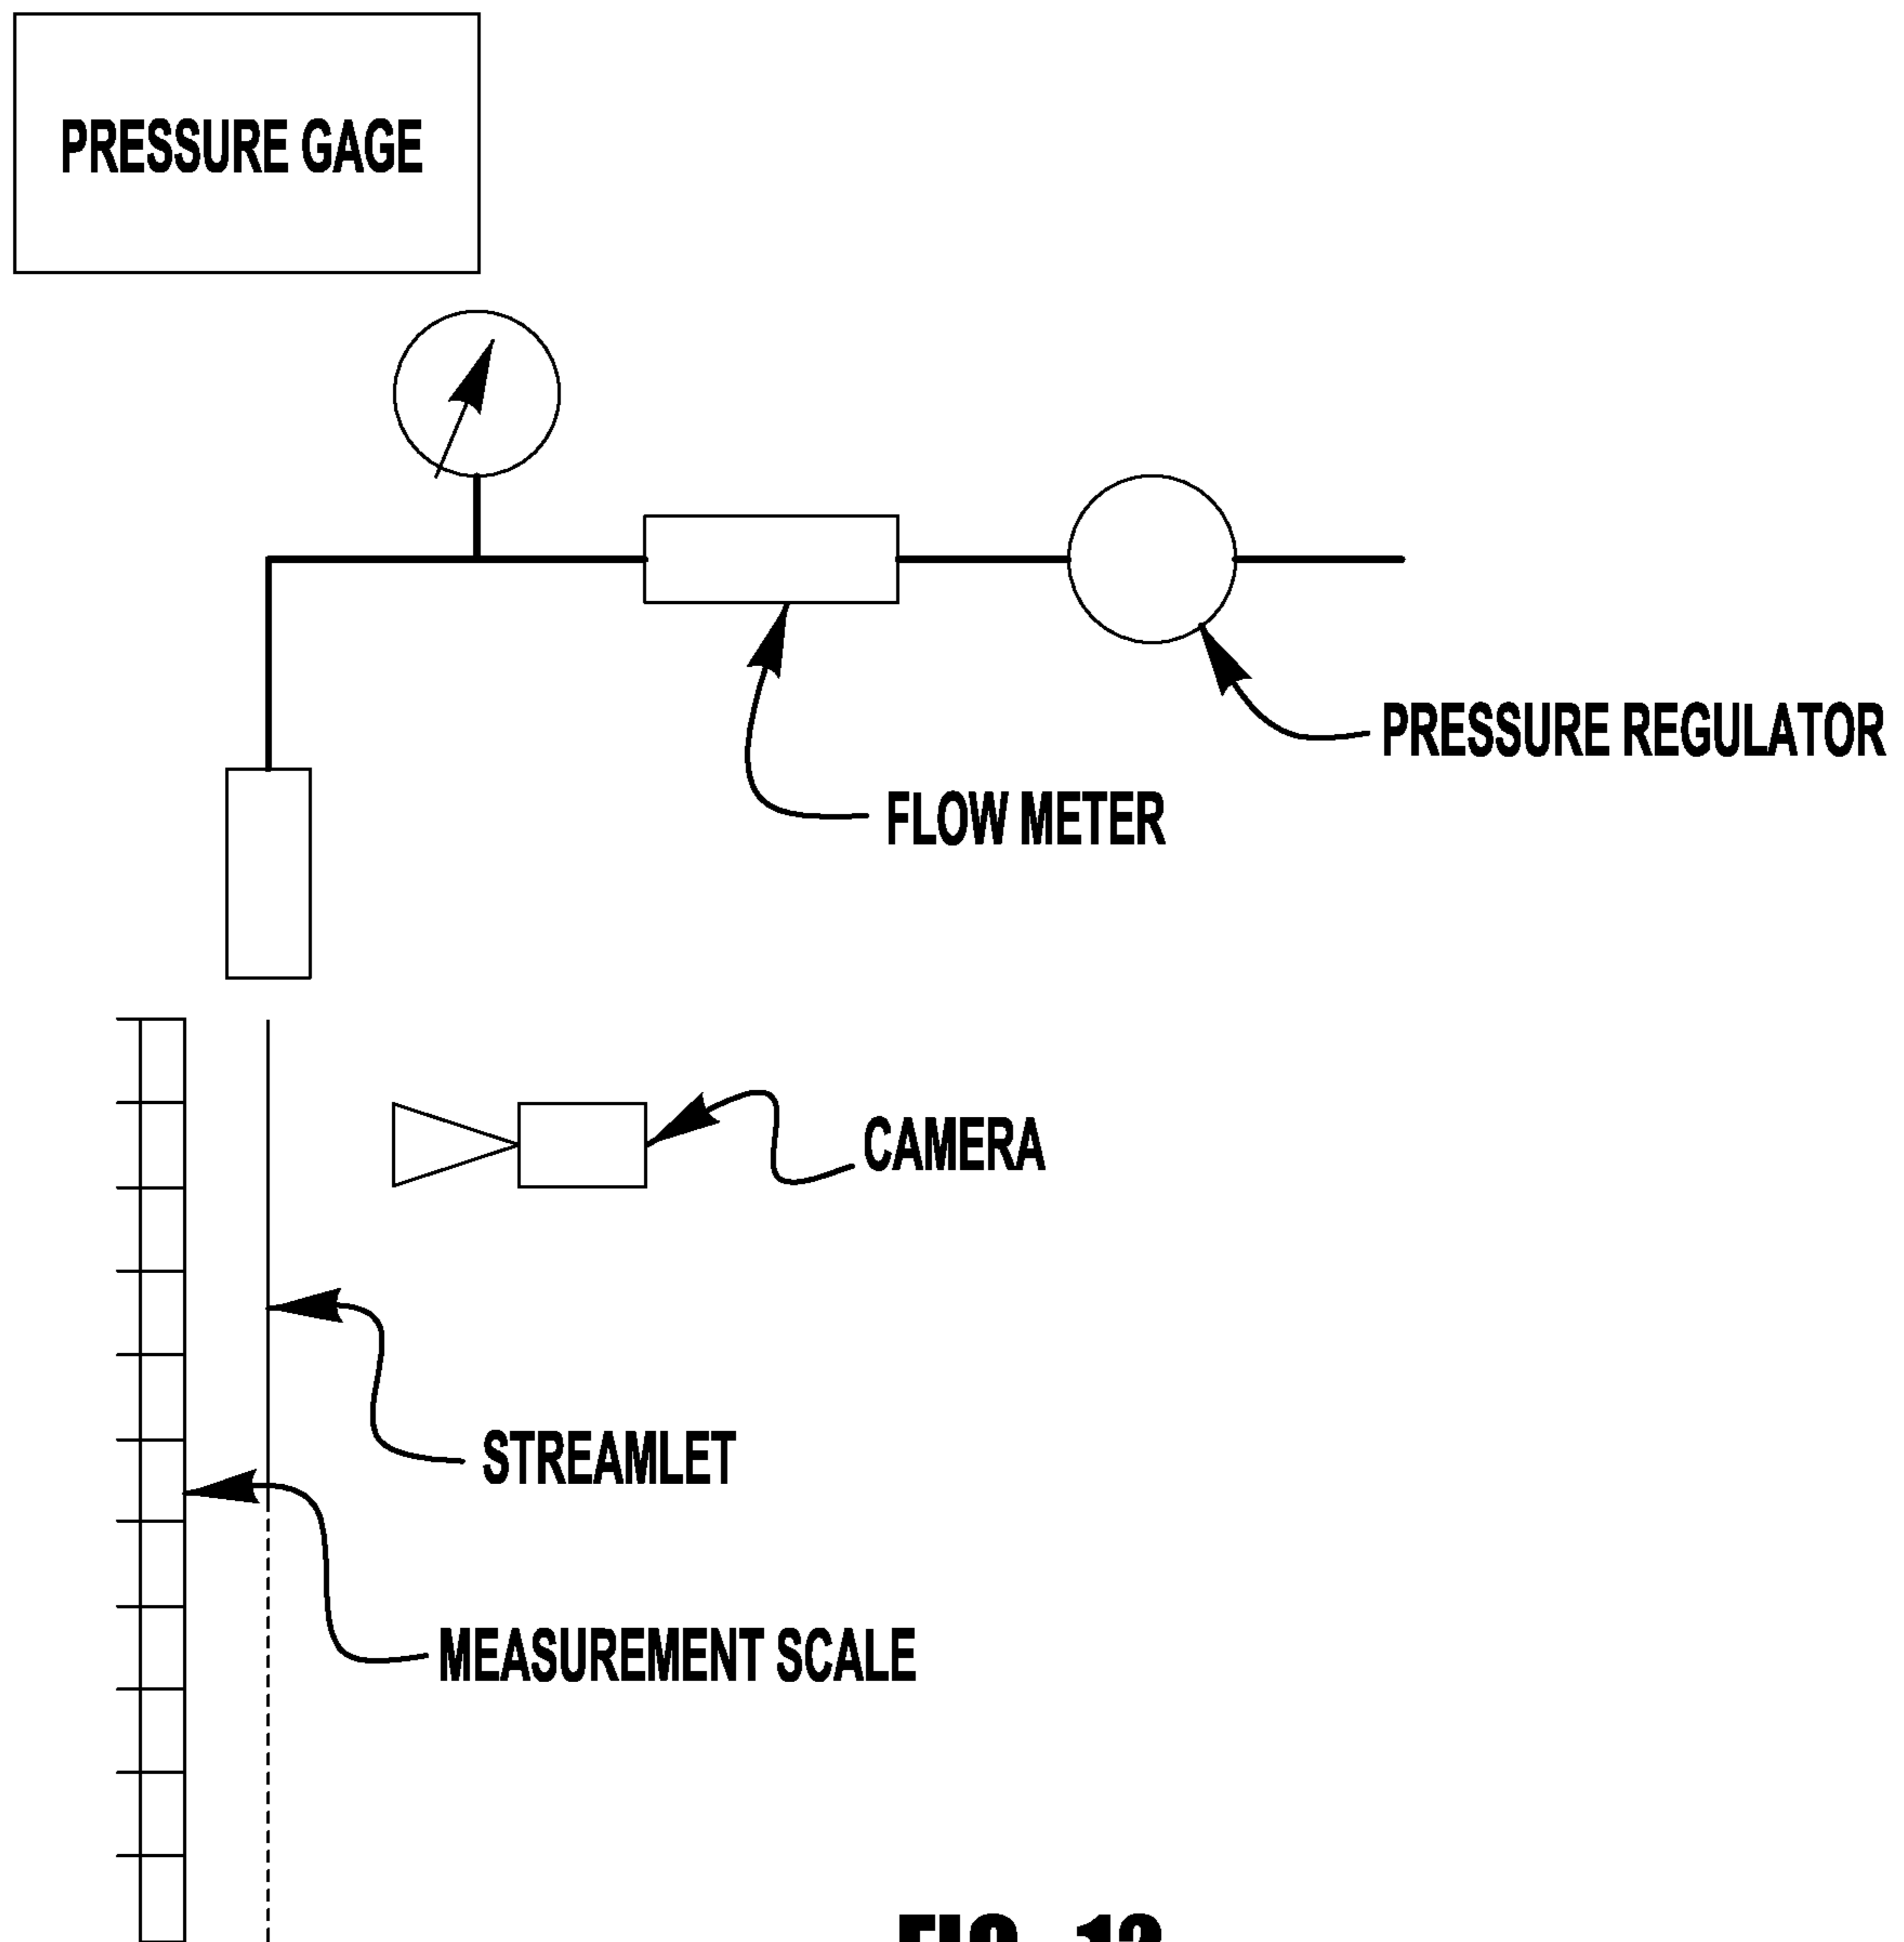 PRESSURE GAGE
PRESSURE REGULATOR
FLOW METER
CAMERA
STREAMLET
MEASUREMENT SCALE